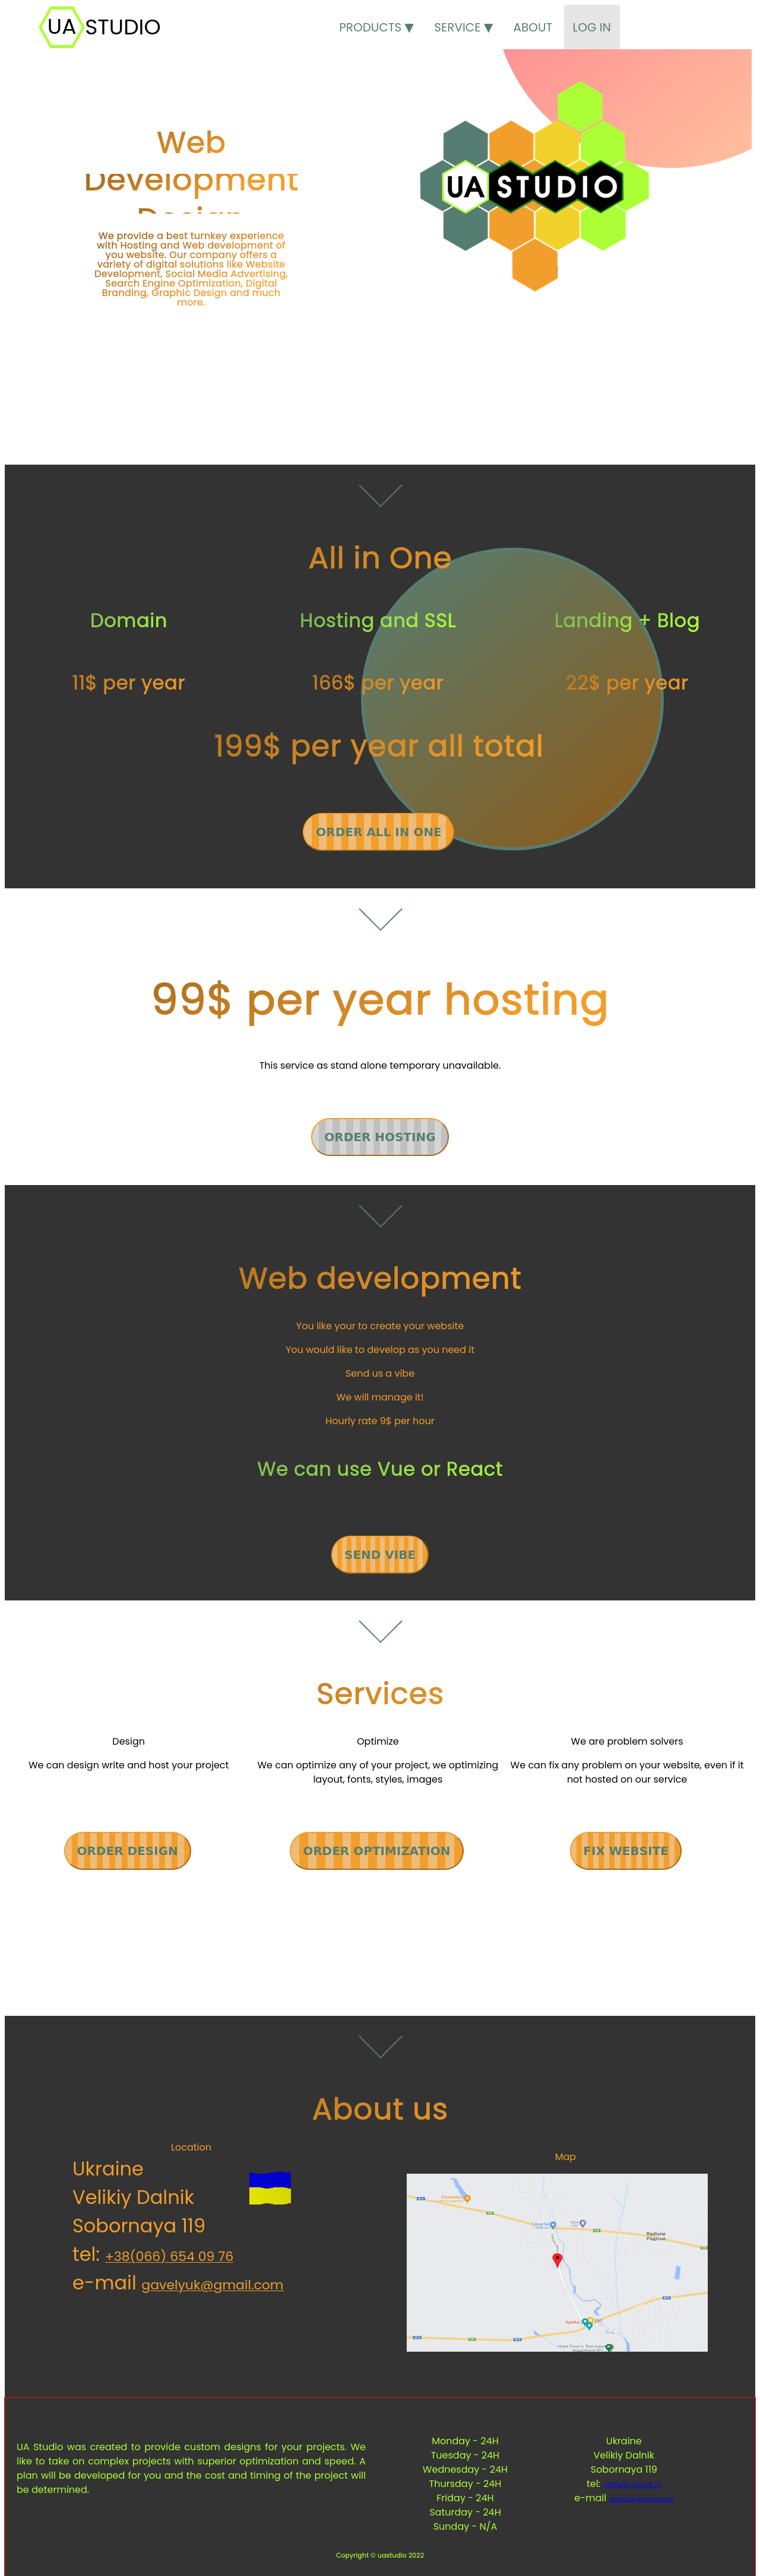 UA STUDIO
PRODUCTS ▼ SERVICE ▼ ABOUT LOG IN
Web
Development
Design
UA STUDIO
We provide a best turnkey experience
with Hosting and Web development of
you website. Our company offers a
variety of digital solutions like Website
Development, Social Media Advertising,
Search Engine Optimization, Digital
Branding, Graphic Design and much
more.
All in One
Domain
Hosting and SSL
Landing + Blog
11$ per year
166$ per year
22$ per year
199$ per year all total
ORDER ALL IN ONE
99$ per year hosting
This service as stand alone temporary unavailable.
ORDER HOSTING
Web development
You like your to create your website
You would like to develop as you need it
Send us a vibe
We will manage it!
Hourly rate 9$ per hour
We can use Vue or React
SEND VIBE
Services
Design
We can design write and host your project
ORDER DESIGN
Optimize
We can optimize any of your project, we optimizing
layout, fonts, styles, images
ORDER OPTIMIZATION
We are problem solvers
We can fix any problem on your website, even if it
not hosted on our service
FIX WEBSITE
About us
Location
Ukraine
Velikiy Dalnik
Sobornaya 119
tel: +38(066) 654 09 76
e-mail gavelyuk@gmail.com
Map
UA Studio was created to provide custom designs for your projects. We
like to take on complex projects with superior optimization and speed. A
plan will be developed for you and the cost and timing of the project will
be determined.
Monday - 24H
Tuesday - 24H
Wednesday - 24H
Thursday - 24H
Friday - 24H
Saturday - 24H
Sunday - N/A
Ukraine
Velikiy Dalnik
Sobornaya 119
tel:
e-mail
Copyright © uastudio 2022